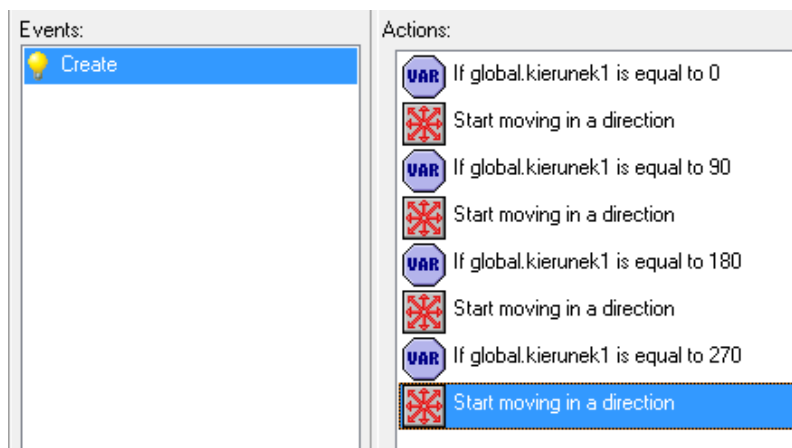 Events:
Actions:
Create
VAR If global.kierunek1 is equal to 0
Start moving in a direction
VAR If global.kierunek1 is equal to 90
Start moving in a direction
VAR If global.kierunek1 is equal to 180
Start moving in a direction
VAR If global.kierunek1 is equal to 270
Start moving in a direction